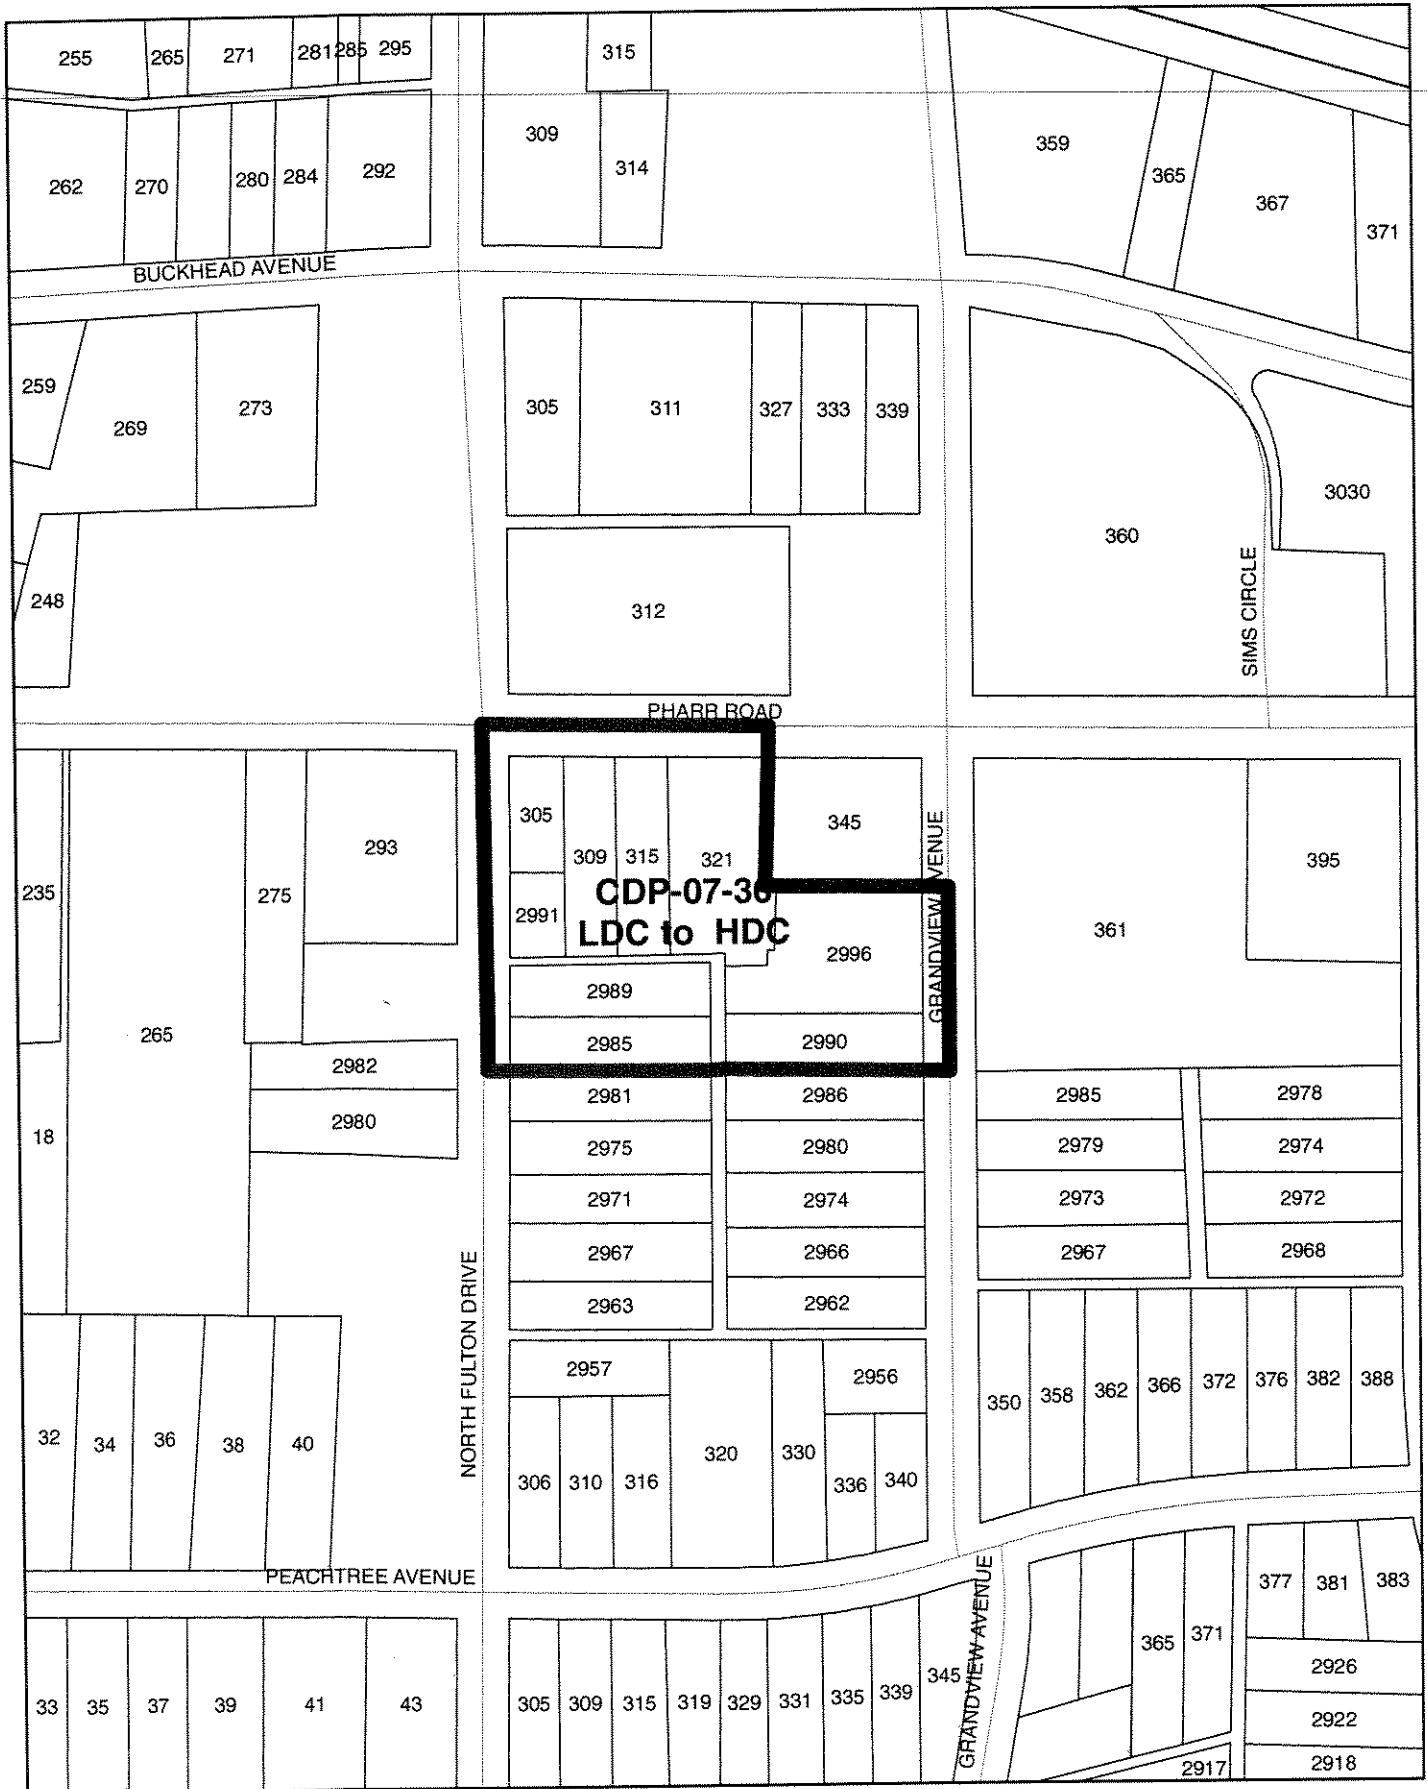 255 265 271 281 285 295 315
309
314
359
365
367
371
262 270 280 284 292
BUCKHEAD AVENUE
259
269
273
305 311 327 333 339
3030
360
SIMS CIRCLE
248
312
PHARR ROAD
305
309 315 321
345
GRANDVIEW AVENUE
395
293
235
275
2991
CDP-07-36
LDC to HDC
2996
361
2989
2985
2990
265
2982
2980
18
2981 2986
2975 2980
2971 2974
2967 2966
2963 2962
2985 2978
2979 2974
2973 2972
2967 2968
NORTH FULTON DRIVE
2957
2956
350 358 362 366 372 376 382 388
32 34 36 38 40
306 310 316 320 330 336 340
PEACHTREE AVENUE
GRANDVIEW AVENUE
377 381 383
365 371
2926
2922
2918
2917
33 35 37 39 41 43
305 309 315 319 329 331 335 339 345